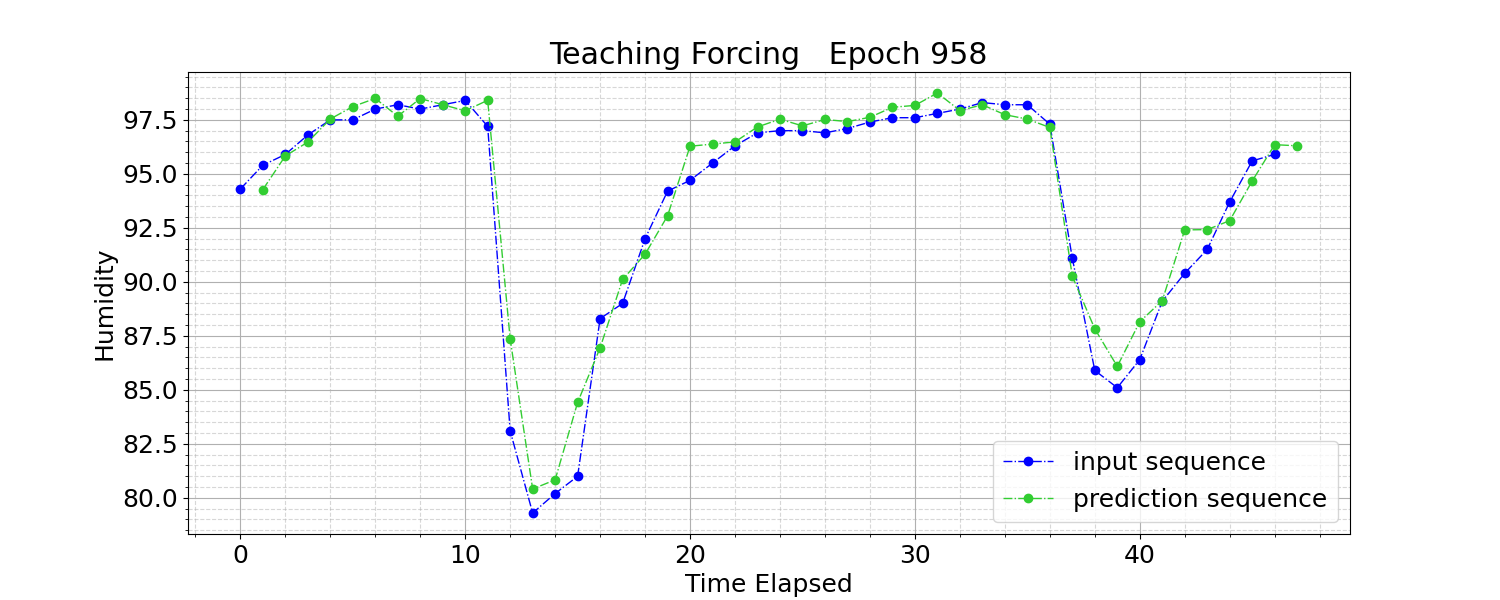 Teaching Forcing   Epoch 958
Humidity
97.5
95.0
92.5
90.0
87.5
85.0
82.5
80.0
input sequence
prediction sequence
0 10 20 30 40
Time Elapsed